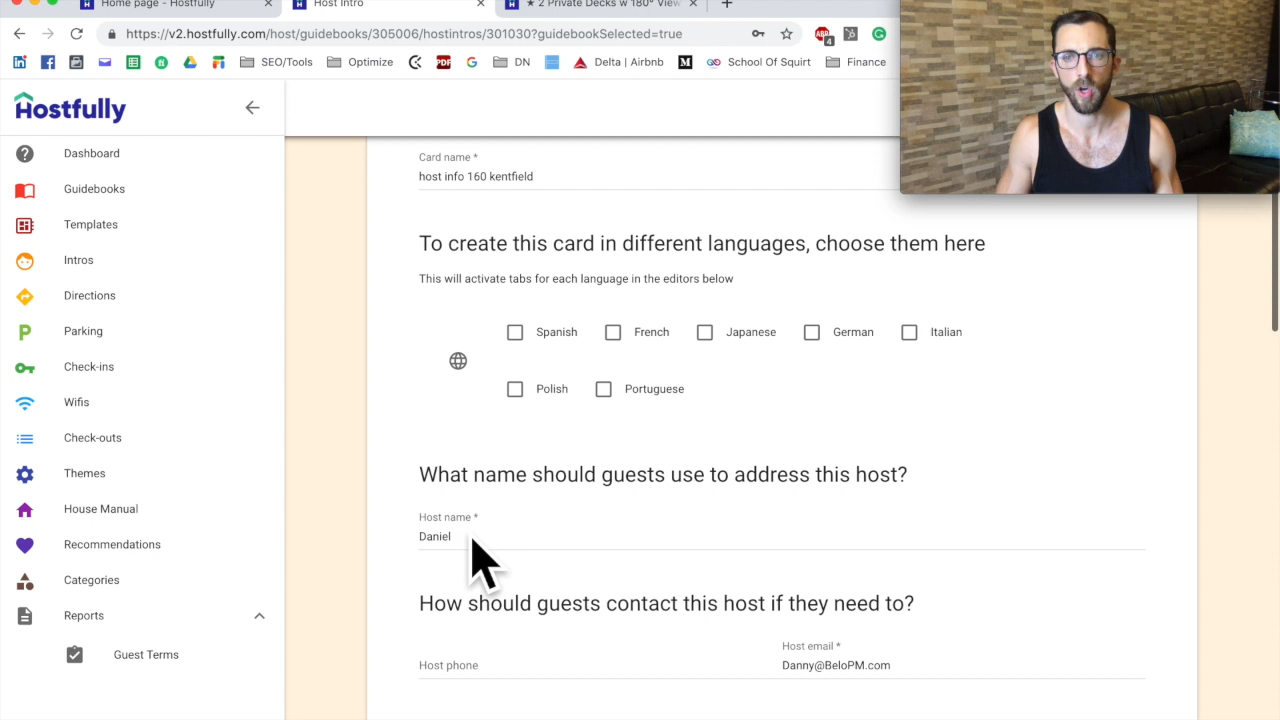 Home page - Hostfully
Host Intro
★ 2 Private Decks w 180° View
https://v2.hostfully.com/host/guidebooks/305006/hostintros/301030?guidebookSelected=true
ABP
4
SEO/Tools
Optimize
PDF
DN
Delta | Airbnb
School Of Squirt
Finance
Hostfully
Dashboard
Guidebooks
Templates
Intros
Directions
Parking
Check-ins
Wifis
Check-outs
Themes
House Manual
Recommendations
Categories
Reports
Guest Terms
Card name *
host info 160 kentfield
To create this card in different languages, choose them here
This will activate tabs for each language in the editors below
Spanish French Japanese German Italian
Polish Portuguese
What name should guests use to address this host?
Host name *
Daniel
How should guests contact this host if they need to?
Host phone
Host email *
Danny@BeloPM.com